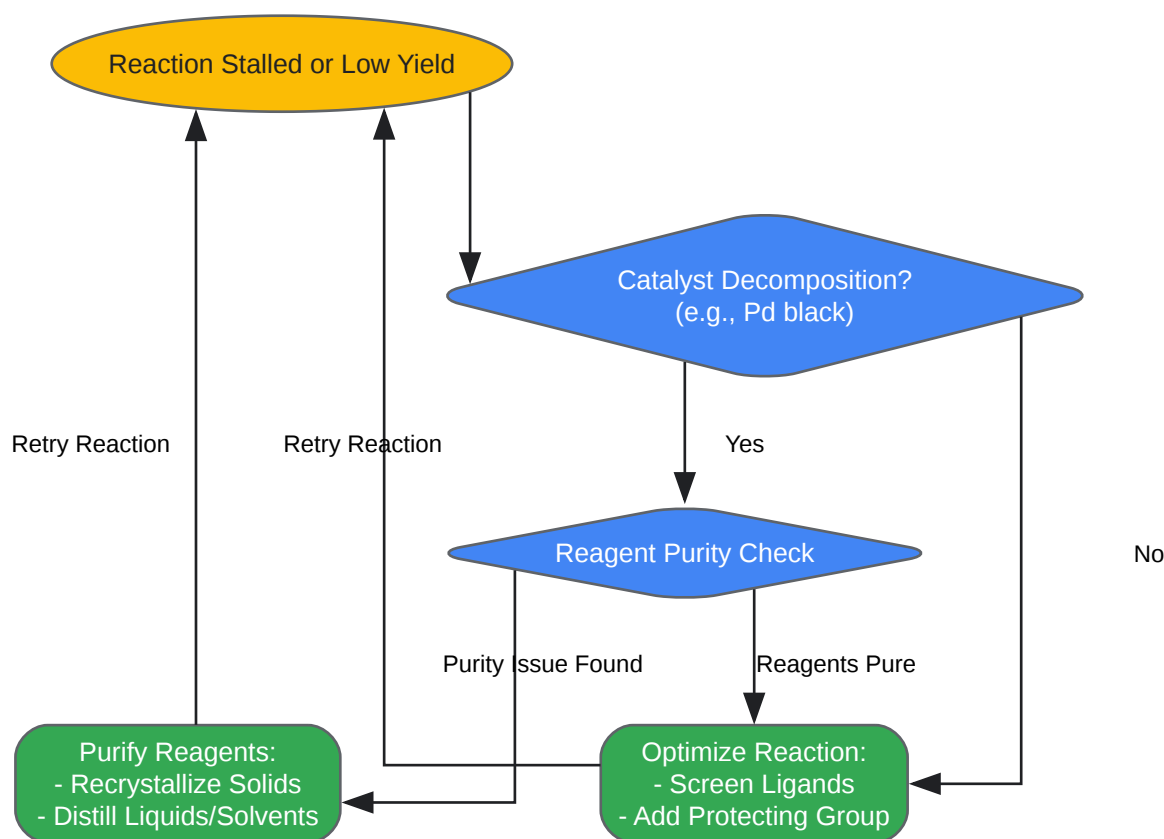 Reaction Stalled or Low Yield
Catalyst Decomposition?
(e.g., Pd black)
Retry Reaction
Retry Reaction
Yes
Reagent Purity Check
No
Purity Issue Found
Reagents Pure
Purify Reagents:
- Recrystallize Solids
- Distill Liquids/Solvents
Optimize Reaction:
- Screen Ligands
- Add Protecting Group